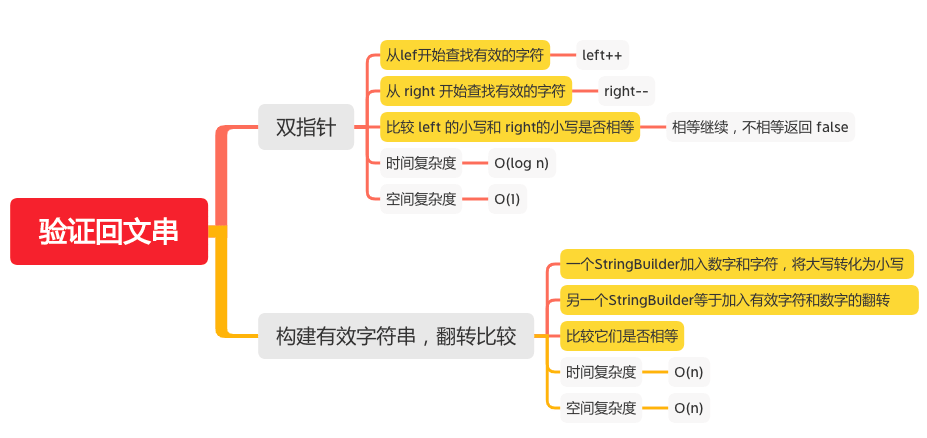 验证回文串
双指针
从lef开始查找有效的字符
left++
从 right 开始查找有效的字符
right--
比较 left 的小写和 right的小写是否相等
相等继续，不相等返回 false
时间复杂度
O(log n)
空间复杂度
O(1)
构建有效字符串，翻转比较
一个StringBuilder加入数字和字符，将大写转化为小写
另一个StringBuilder等于加入有效字符和数字的翻转
比较它们是否相等
时间复杂度
O(n)
空间复杂度
O(n)